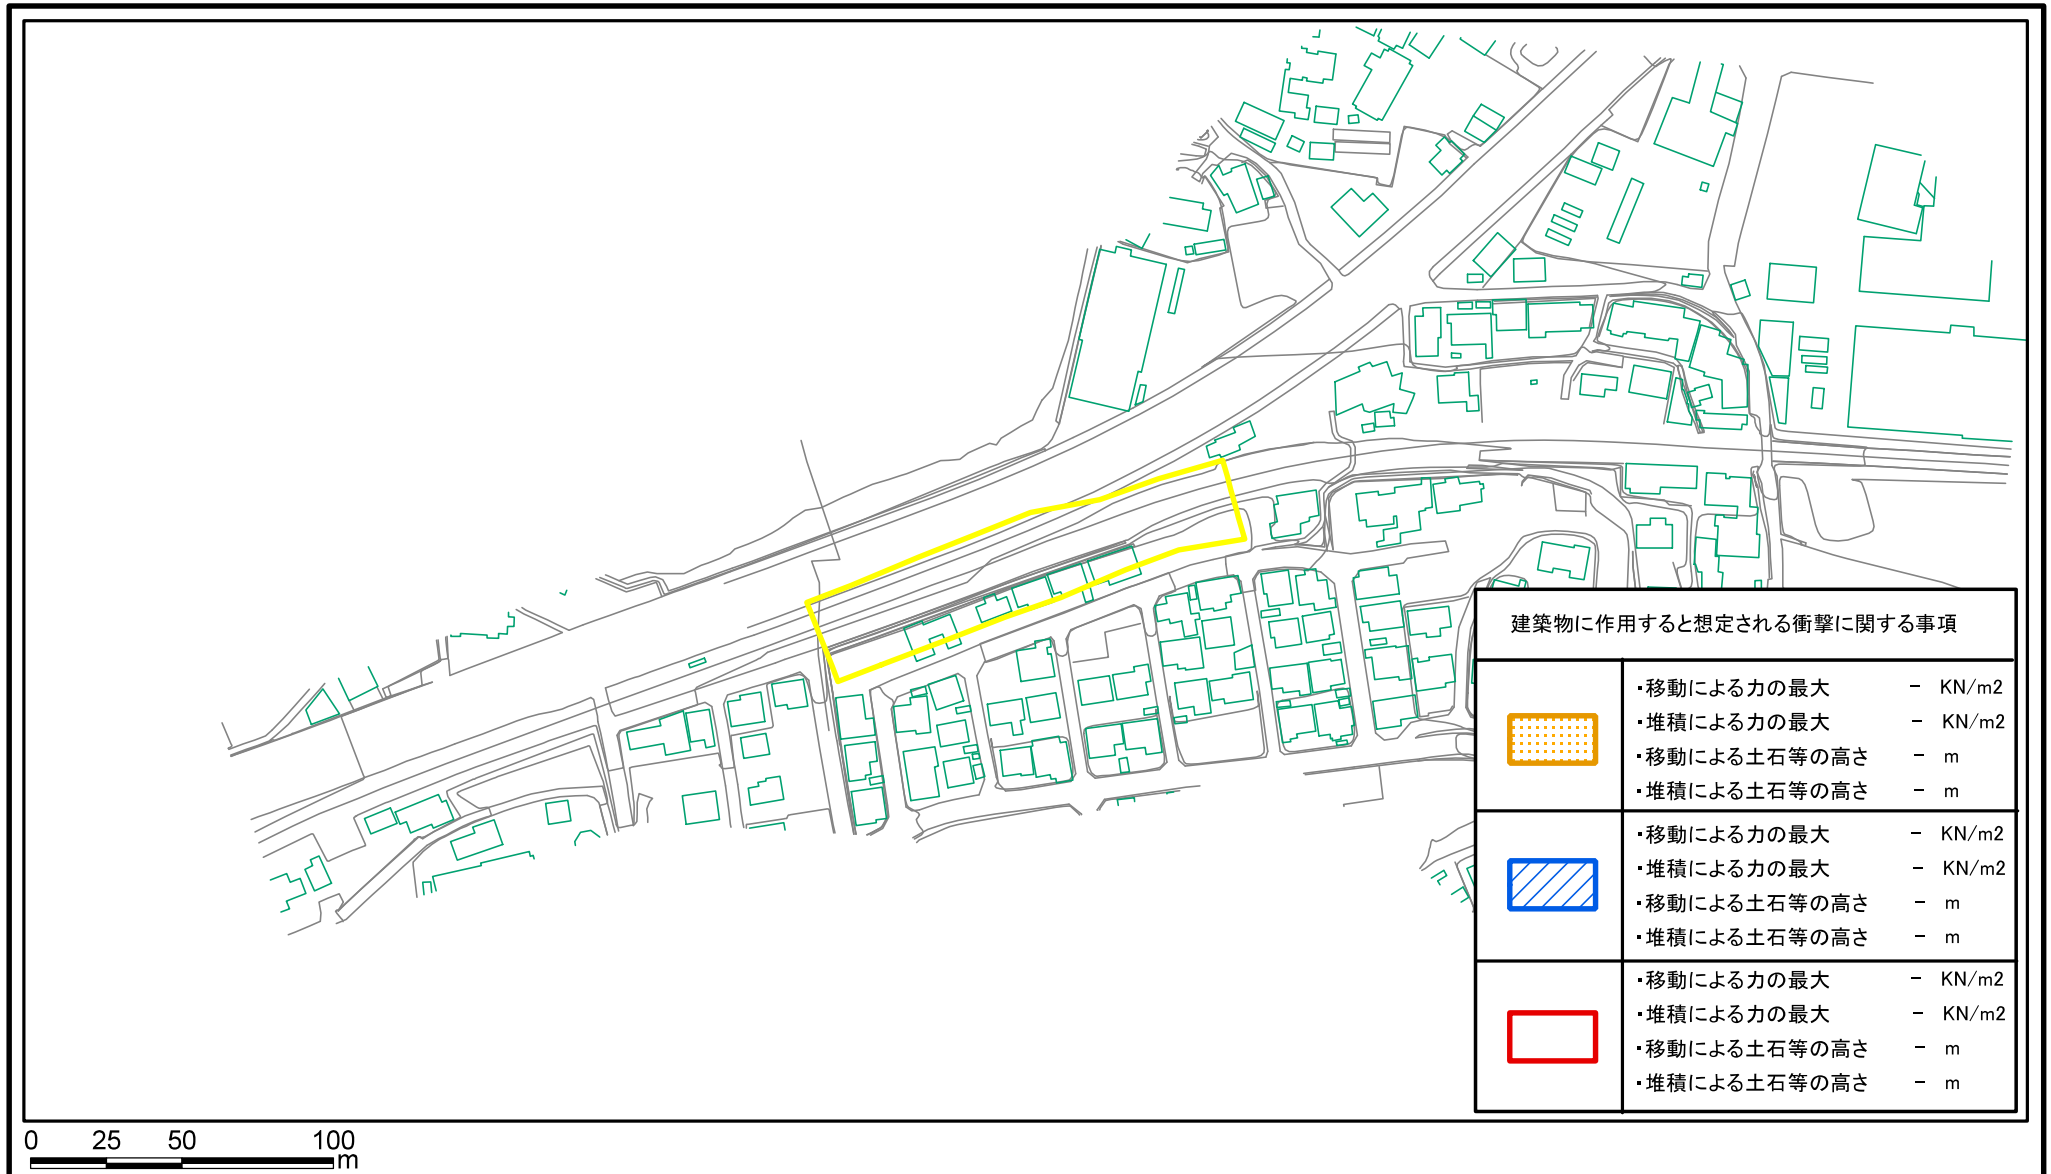 建築物に作用すると想定される衝撃に関する事項
・移動による力の最大 - KN/m2
・堆積による力の最大 - KN/m2
・移動による土石等の高さ - m
・堆積による土石等の高さ - m
・移動による力の最大 - KN/m2
・堆積による力の最大 - KN/m2
・移動による土石等の高さ - m
・堆積による土石等の高さ - m
・移動による力の最大 - KN/m2
・堆積による力の最大 - KN/m2
・移動による土石等の高さ - m
・堆積による土石等の高さ - m
0 25 50 100
m